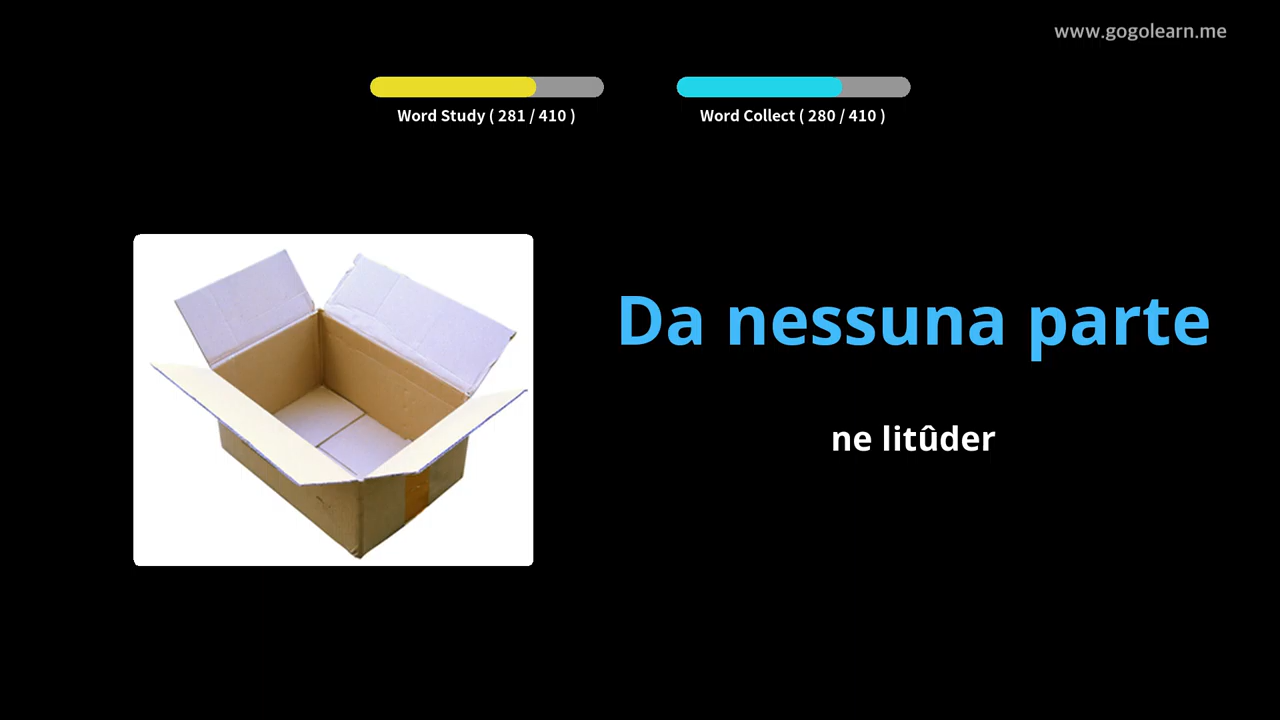 www.gogolearn.me
Word Study ( 281 / 410 )
Word Collect ( 280 / 410 )
Da nessuna parte
ne litûder